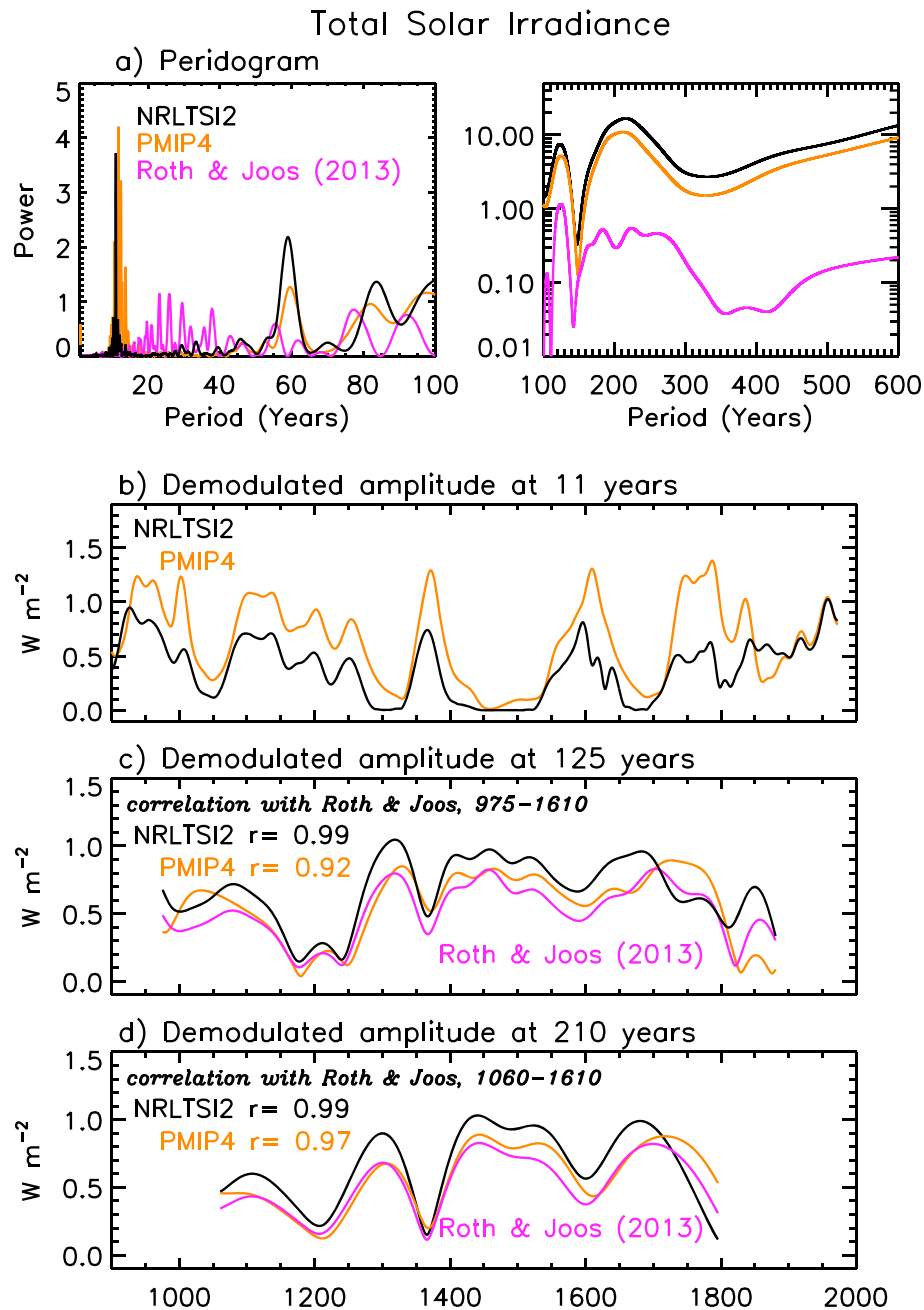 Total Solar Irradiance
a) Peridogram
NRLTSI2
PMIP4
Roth & Joos (2013)
Power
5
4
3
2
1
0
20 40 60 80 100
Period (Years)
10.00
1.00
0.10
0.01
100 200 300 400 500 600
Period (Years)
b) Demodulated amplitude at 11 years
NRLTSI2
PMIP4
W m⁻²
1.5
1.0
0.5
0.0
c) Demodulated amplitude at 125 years
correlation with Roth & Joos, 975-1610
NRLTSI2 r= 0.99
PMIP4 r= 0.92
Roth & Joos (2013)
W m⁻²
1.0
0.5
0.0
d) Demodulated amplitude at 210 years
correlation with Roth & Joos, 1060-1610
NRLTSI2 r= 0.99
PMIP4 r= 0.97
Roth & Joos (2013)
W m⁻²
1.0
0.5
0.0
1000 1200 1400 1600 1800 2000